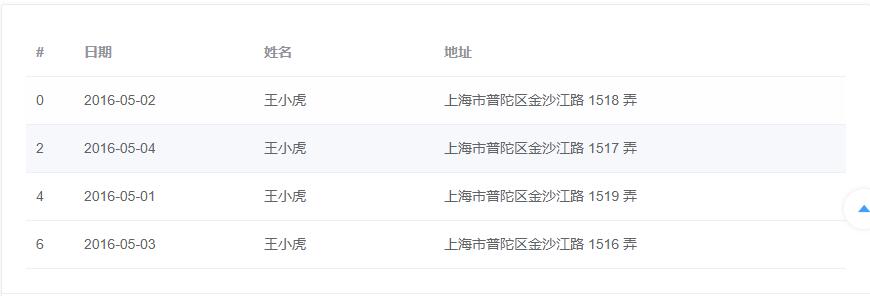 # 日期 姓名 地址
0 2016-05-02 王小虎 上海市普陀区金沙江路 1518 弄
2 2016-05-04 王小虎 上海市普陀区金沙江路 1517 弄
4 2016-05-01 王小虎 上海市普陀区金沙江路 1519 弄
6 2016-05-03 王小虎 上海市普陀区金沙江路 1516 弄